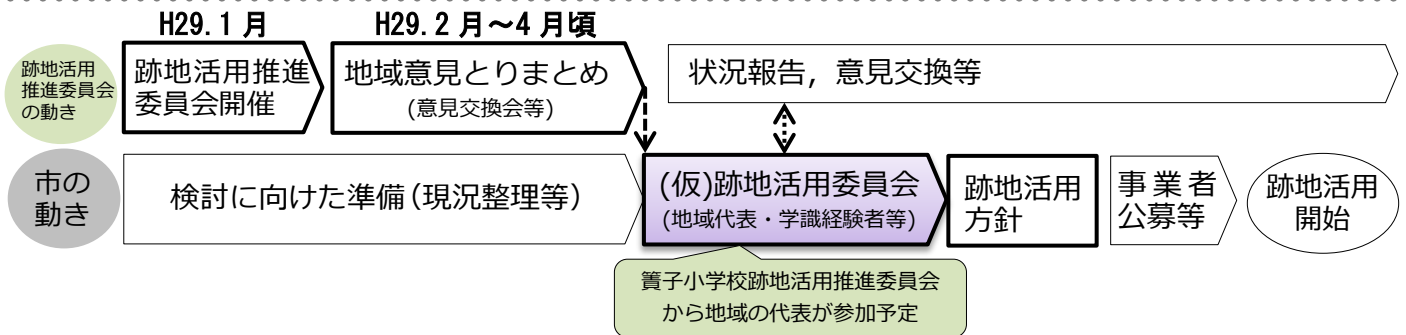 H29.1月
H29.2月～4月頃
跡地活用
推進委員会
の動き
跡地活用推進
委員会開催
地域意見とりまとめ
(意見交換会等)
状況報告，意見交換等
市の
動き
検討に向けた準備(現況整理等)
(仮)跡地活用委員会
(地域代表・学識経験者等)
跡地活用
方針
事業者
公募等
跡地活用
開始
簀子小学校跡地活用推進委員会
から地域の代表が参加予定